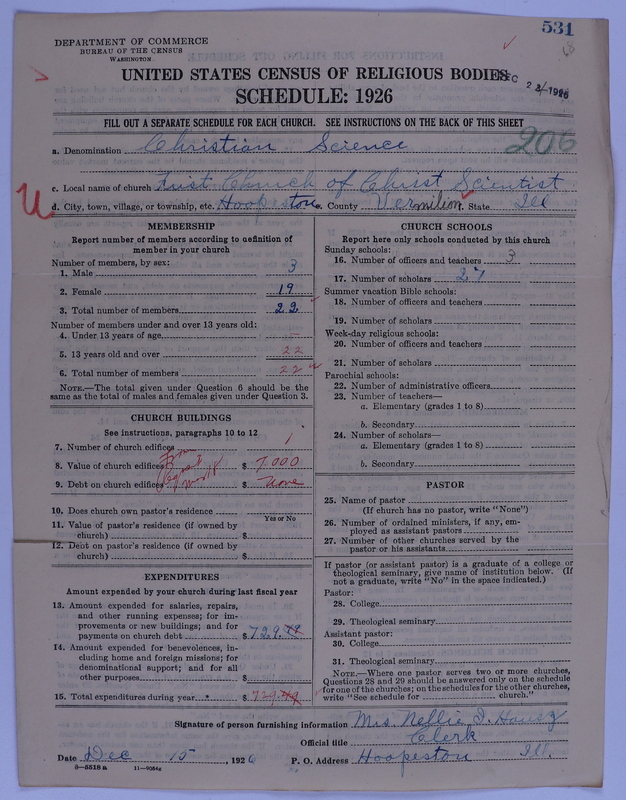 531
DEPARTMENT OF COMMERCE
BUREAU OF THE CENSUS
WASHINGTON
UNITED STATES CENSUS OF RELIGIOUS BODIES
SCHEDULE: 1926
FILL OUT A SEPARATE SCHEDULE FOR EACH CHURCH. SEE INSTRUCTIONS ON THE BACK OF THIS SHEET
a. Denomination Christian Science 206
c. Local name of church First Church of Christ Scientist
d. City, town, village, or township, etc. Hoopeston e. County Vermilion f. State Ill
MEMBERSHIP
Report number of members according to definition of
member in your church
Number of members, by sex:
1. Male 3
2. Female 19
3. Total number of members 22
Number of members under and over 13 years old:
4. Under 13 years of age —
5. 13 years old and over 22
6. Total number of members 22
NOTE.—The total given under Question 6 should be the
same as the total of males and females given under Question 3.
CHURCH BUILDINGS
See instructions, paragraphs 10 to 12
7. Number of church edifices 1
8. Value of church edifices $ 7,000
9. Debt on church edifices $ None
10. Does church own pastor's residence
Yes or No
11. Value of pastor's residence (if owned by
church) $
12. Debt on pastor's residence (if owned by
church) $
EXPENDITURES
Amount expended by your church during last fiscal year
13. Amount expended for salaries, repairs,
and other running expenses; for im-
provements or new buildings; and for
payments on church debt $ 729.49
14. Amount expended for benevolences, in-
cluding home and foreign missions; for
denominational support; and for all
other purposes $
15. Total expenditures during year $ 729.49
CHURCH SCHOOLS
Report here only schools conducted by this church
Sunday schools:
16. Number of officers and teachers 3
17. Number of scholars 27
Summer vacation Bible schools:
18. Number of officers and teachers
19. Number of scholars
Week-day religious schools:
20. Number of officers and teachers
21. Number of scholars
Parochial schools:
22. Number of administrative officers
23. Number of teachers—
a. Elementary (grades 1 to 8)
b. Secondary
24. Number of scholars—
a. Elementary (grades 1 to 8)
b. Secondary
PASTOR
25. Name of pastor
(If church has no pastor, write "None")
26. Number of ordained ministers, if any, em-
ployed as assistant pastors
27. Number of other churches served by the
pastor or his assistants
If pastor (or assistant pastor) is a graduate of a college or
theological seminary, give name of institution below. (If
not a graduate, write "No" in the space indicated.)
Pastor:
28. College
29. Theological seminary
Assistant pastor:
30. College
31. Theological seminary
NOTE.—Where one pastor serves two or more churches,
Questions 28 and 29 should be answered only on the schedule
for one of the churches; on the schedules for the other churches,
write "See schedule for church."
Signature of person furnishing information Mrs. Nellie
Official title Clerk
Date Dec 15, 1926 P. O. Address Hoopeston Ill.
8-5518 a